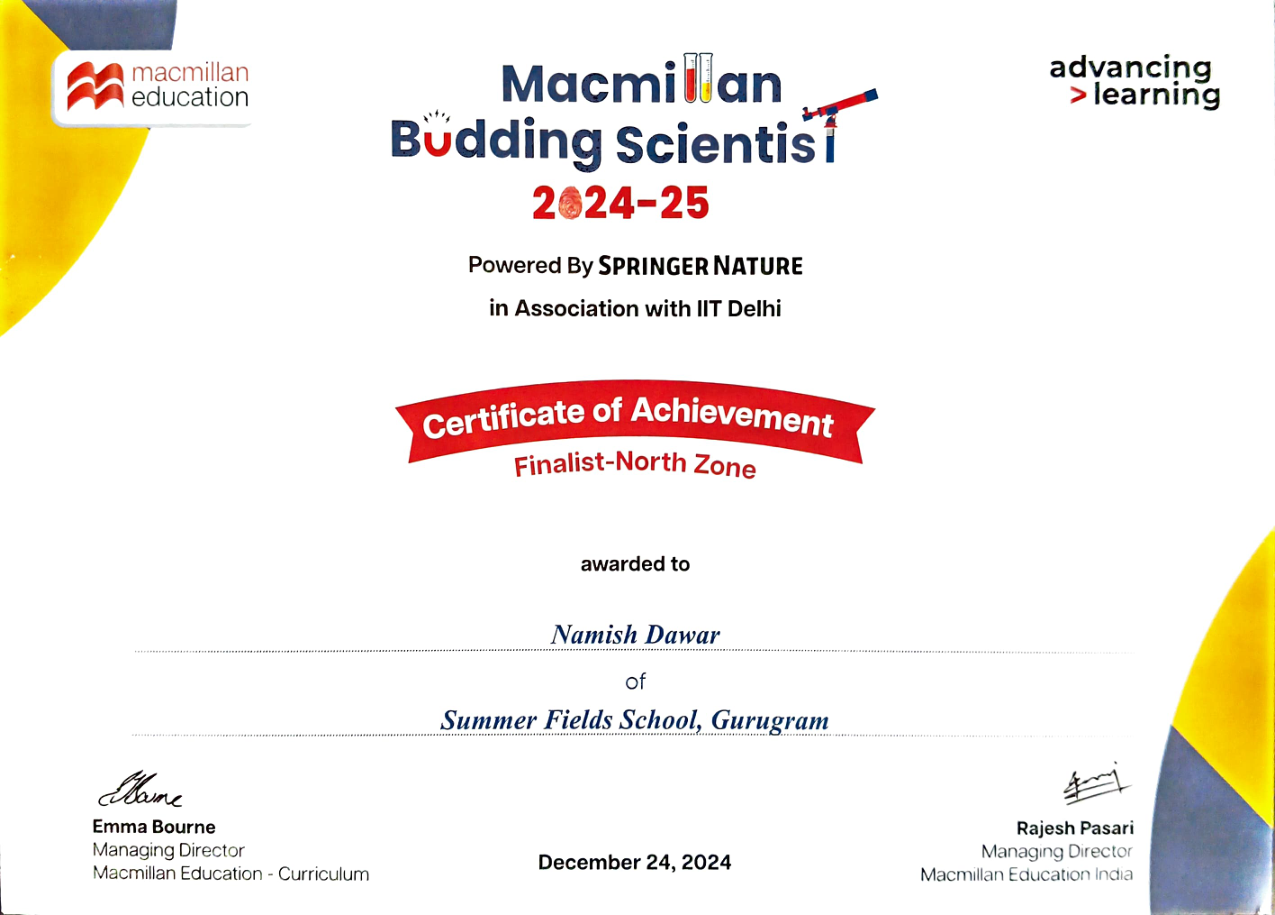 macmillan
education
advancing
>learning
Macmillan
Budding Scientist
2024-25
Powered By SPRINGER NATURE
in Association with IIT Delhi
Certificate of Achievement
Finalist-North Zone
awarded to
Namish Dawar
of
Summer Fields School, Gurugram
Emma Bourne
Managing Director
Macmillan Education - Curriculum
December 24, 2024
Rajesh Pasari
Managing Director
Macmillan Education India